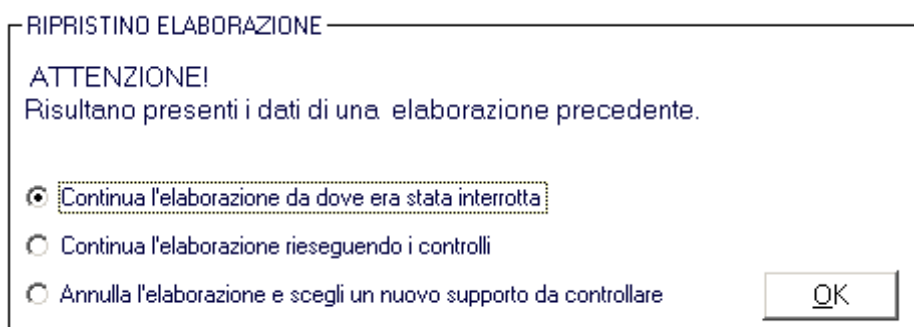 RIPRISTINO ELABORAZIONE
ATTENZIONE!
Risultano presenti i dati di una elaborazione precedente.
Continua l'elaborazione da dove era stata interrotta
Continua l'elaborazione rieseguendo i controlli
Annulla l'elaborazione e scegli un nuovo supporto da controllare
OK